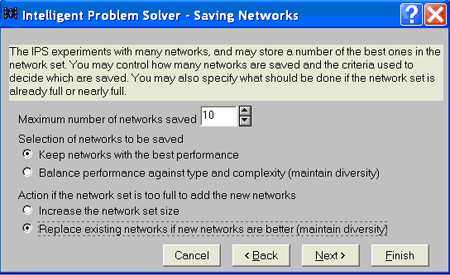 Intelligent Problem Solver - Saving Networks
The IPS experiments with many networks, and may store a number of the best ones in the
network set. You may control how many networks are saved and the criteria used to
decide which are saved. You may also specify what should be done if the network set is
already full or nearly full.
Maximum number of networks saved 10
Selection of networks to be saved
Keep networks with the best performance
Balance performance against type and complexity (maintain diversity)
Action if the network set is too full to add the new networks
Increase the network set size
Replace existing networks if new networks are better (maintain diversity)
Cancel < Back Next > Finish